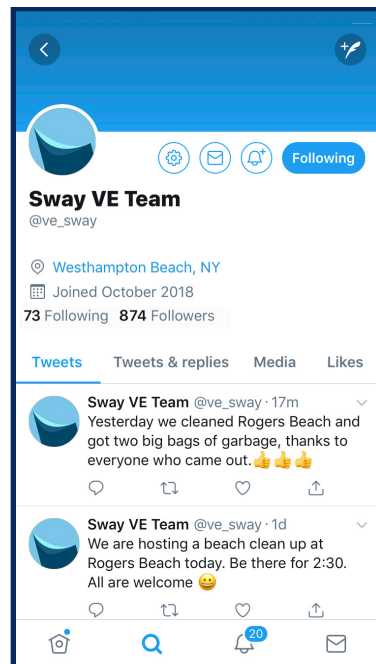 Following
Sway VE Team
@ve_sway
Westhampton Beach, NY
Joined October 2018
73 Following 874 Followers
Tweets Tweets & replies Media Likes
Sway VE Team @ve_sway · 17m
Yesterday we cleaned Rogers Beach and
got two big bags of garbage, thanks to
everyone who came out.👍👍👍
Sway VE Team @ve_sway · 1d
We are hosting a beach clean up at
Rogers Beach today. Be there for 2:30.
All are welcome 😀
20